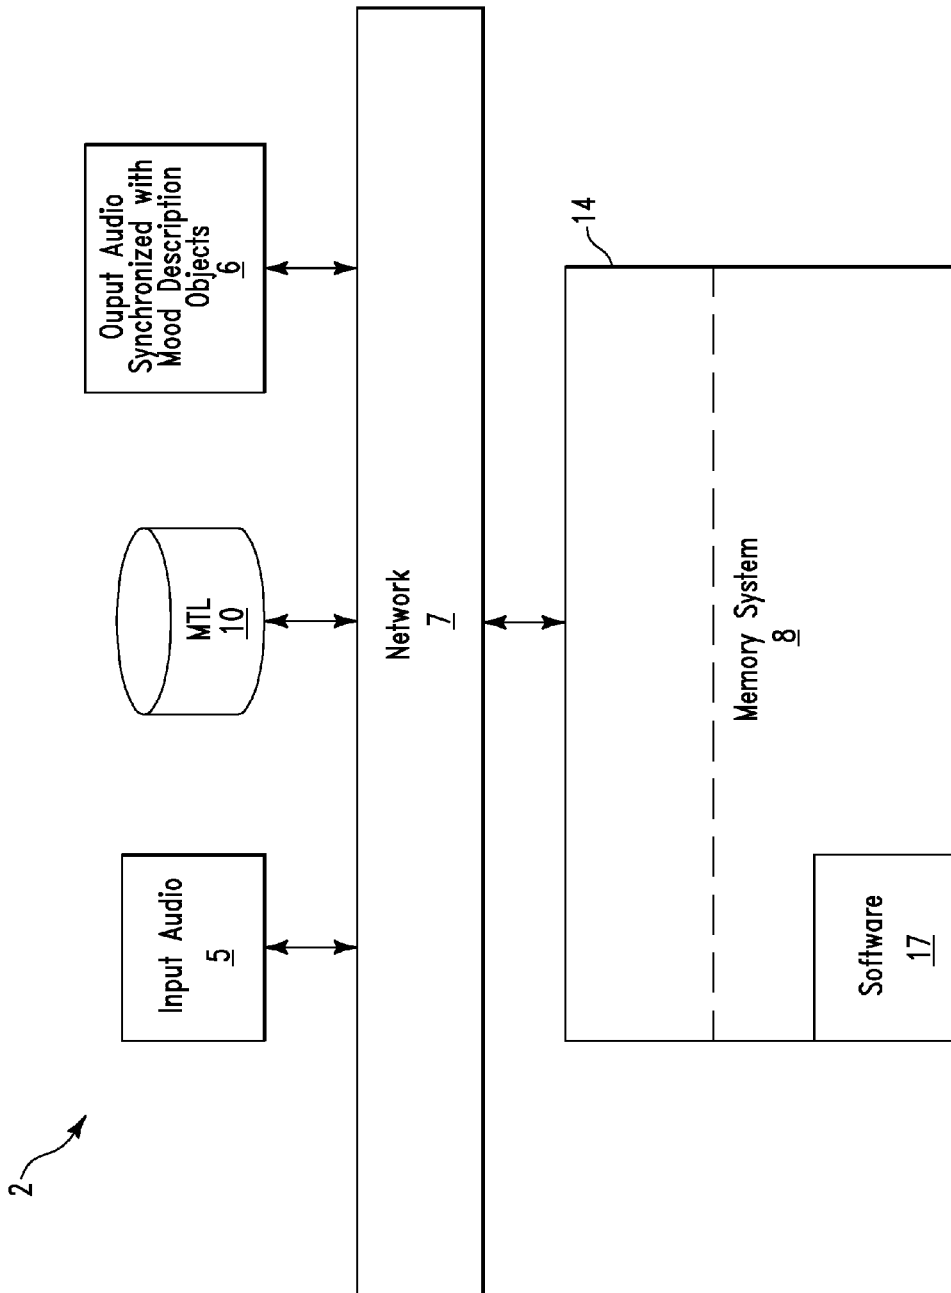 2
Input Audio
5
MTL
10
Ouput Audio
Synchronized with
Mood Description
Objects
6
Network
7
14
Memory System
8
Software
17